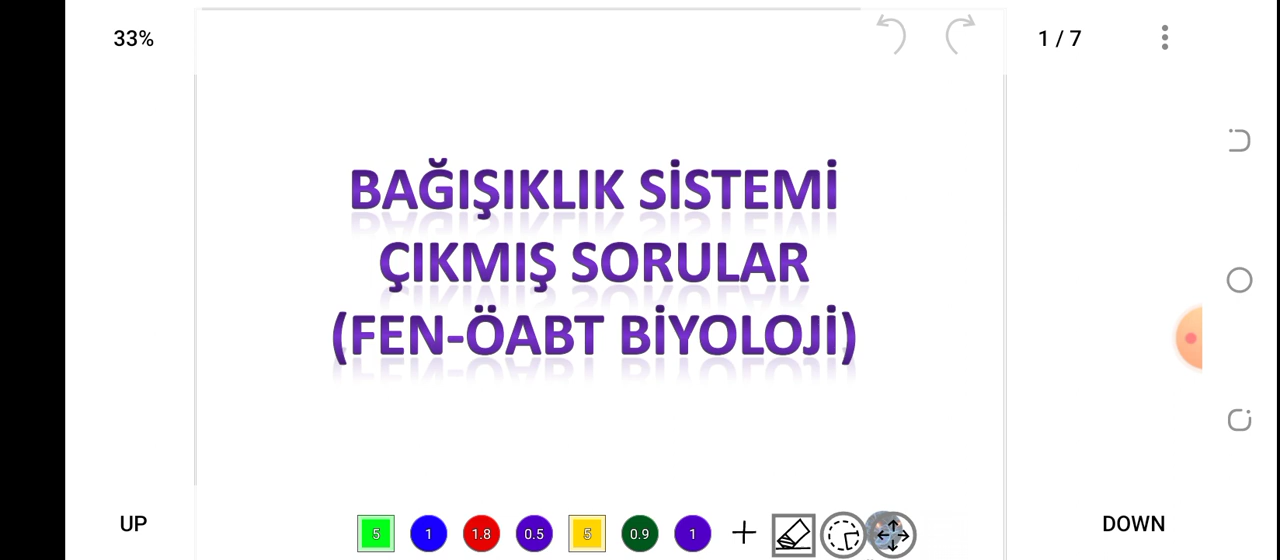 33%
1 / 7
BAĞIŞIKLIK SİSTEMİ
ÇIKMIŞ SORULAR
(FEN-ÖABT BİYOLOJİ)
UP
5 1 1.8 0.5 5 0.9 1
DOWN